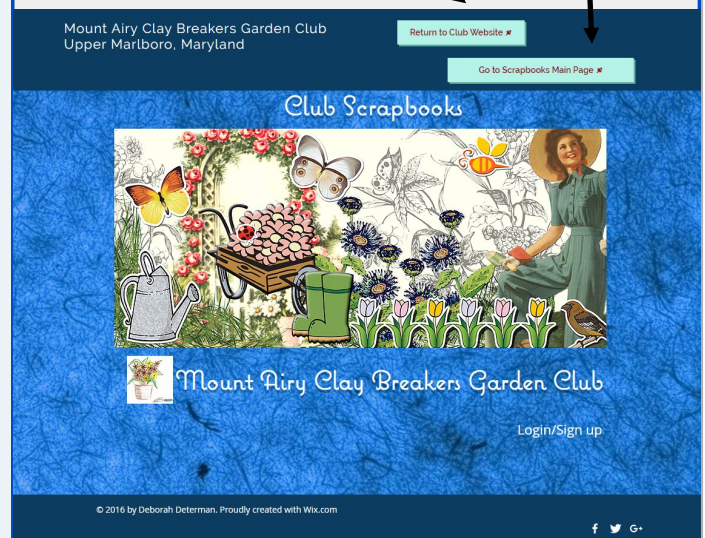 Mount Airy Clay Breakers Garden Club
Upper Marlboro, Maryland
Return to Club Website
Go to Scrapbooks Main Page
Club Scrapbooks
Mount Airy Clay Breakers Garden Club
Login/Sign up
© 2016 by Deborah Determan. Proudly created with Wix.com
f G+